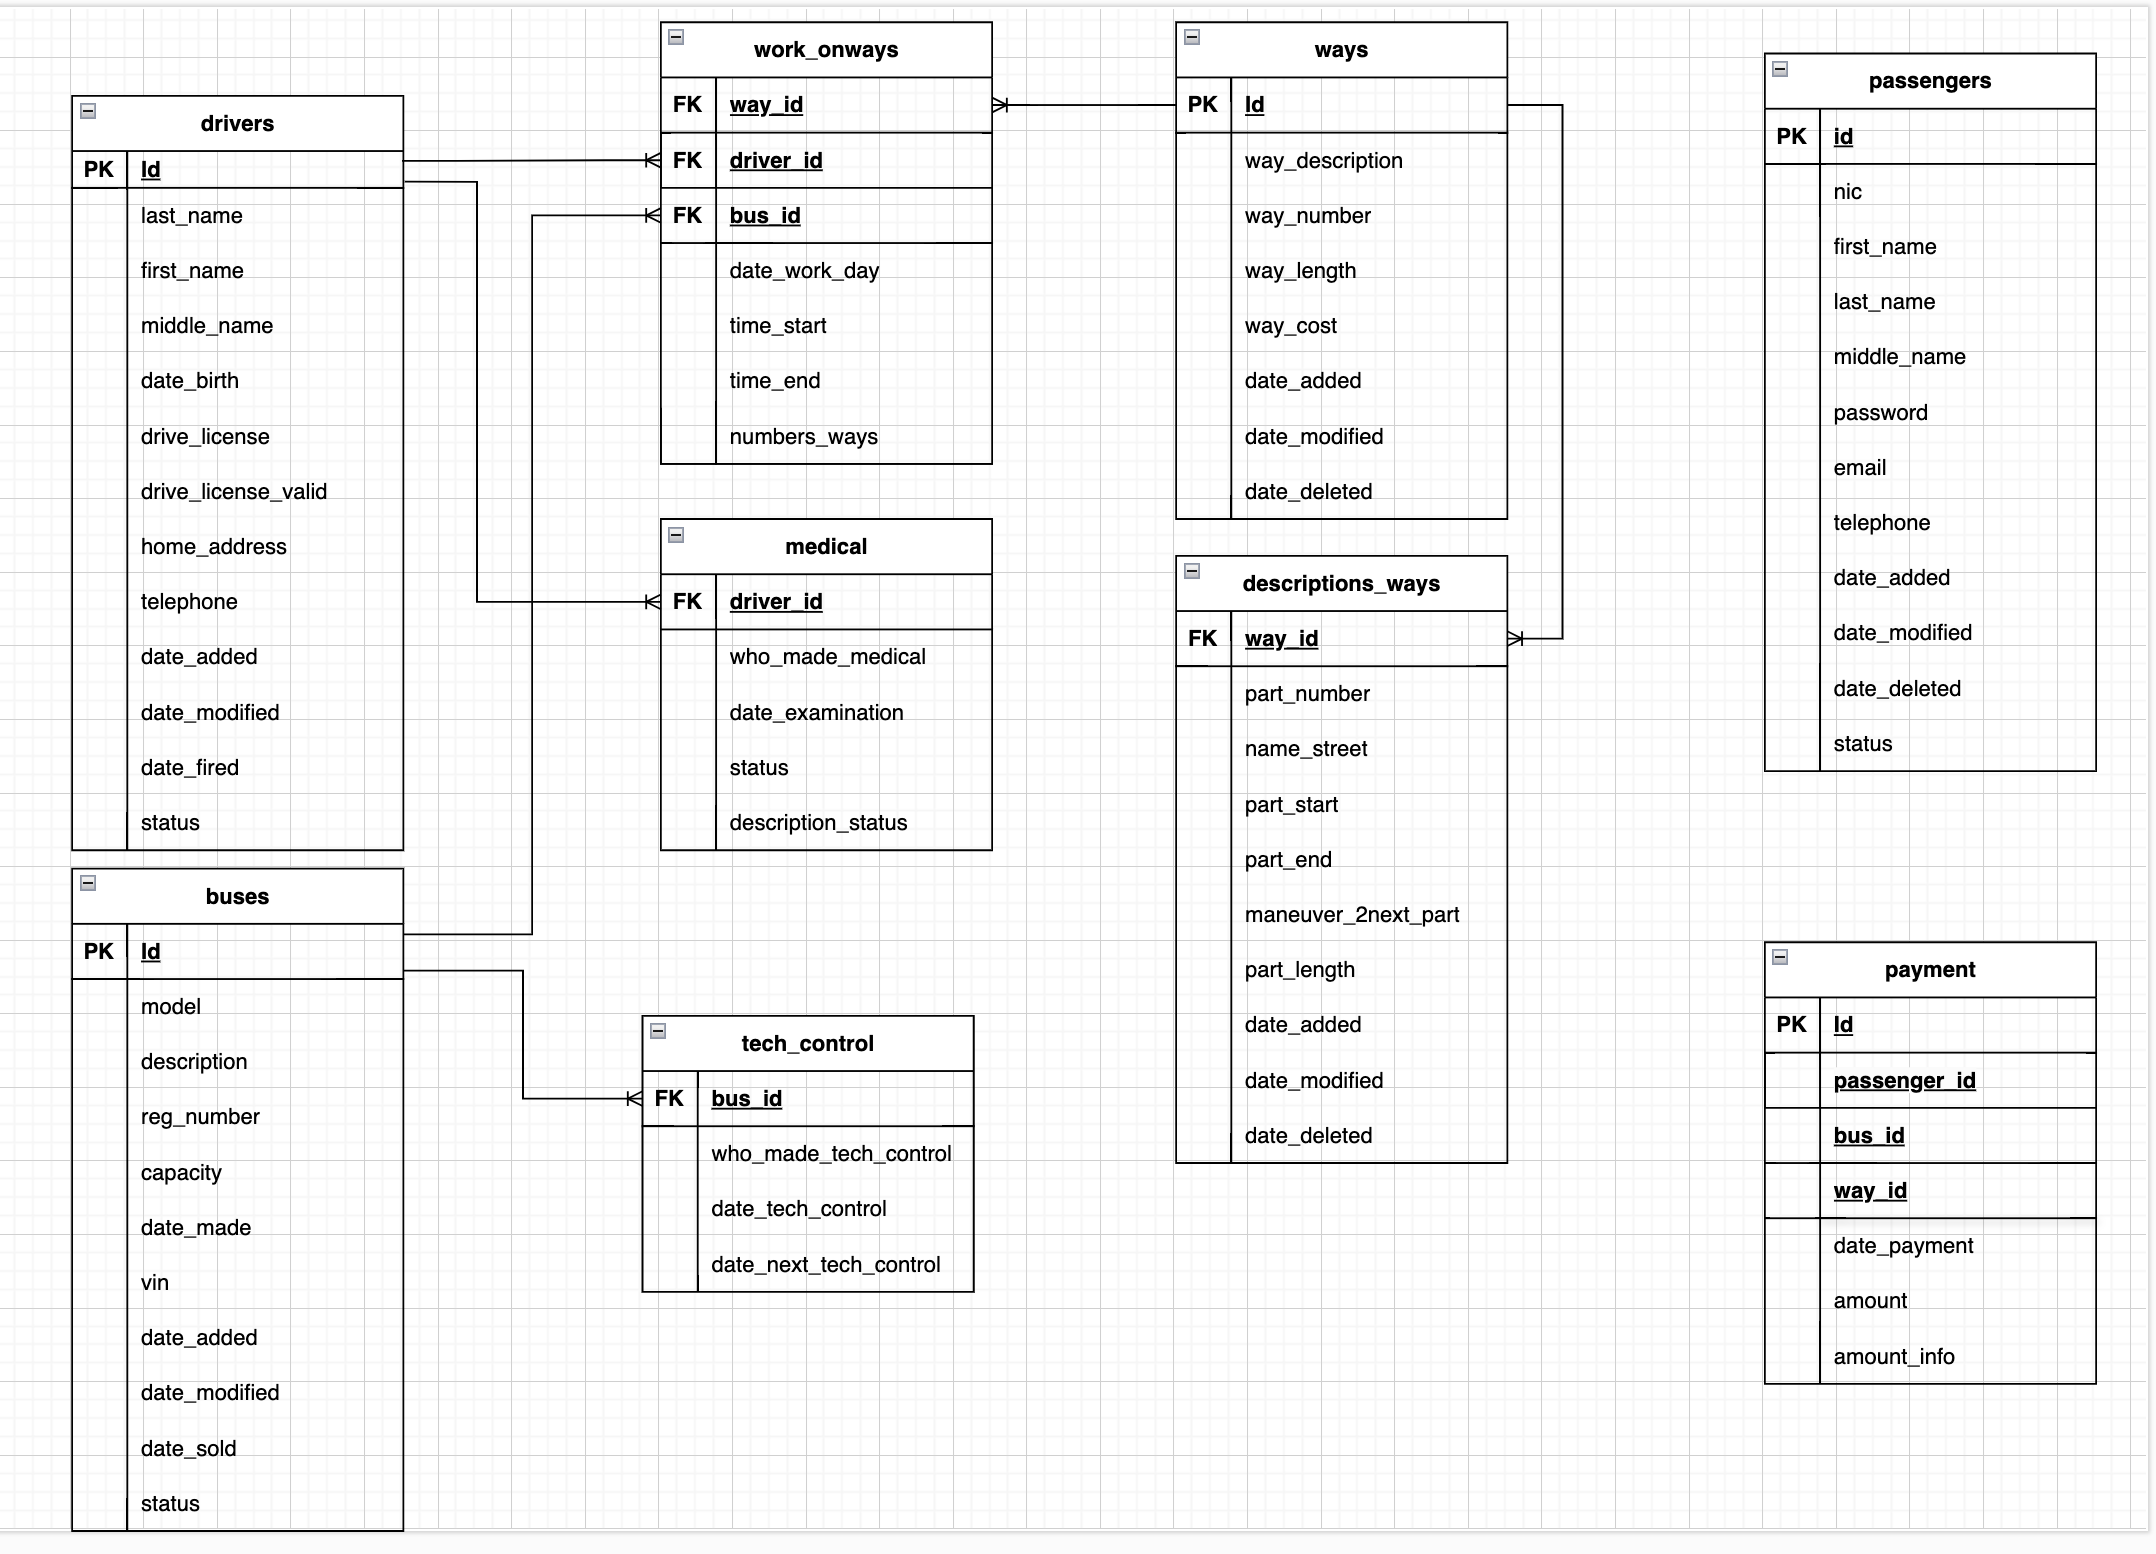 drivers
PK Id
last_name
first_name
middle_name
date_birth
drive_license
drive_license_valid
home_address
telephone
date_added
date_modified
date_fired
status
buses
PK Id
model
description
reg_number
capacity
date_made
vin
date_added
date_modified
date_sold
status
work_onways
FK way_id
FK driver_id
FK bus_id
date_work_day
time_start
time_end
numbers_ways
medical
FK driver_id
who_made_medical
date_examination
status
description_status
tech_control
FK bus_id
who_made_tech_control
date_tech_control
date_next_tech_control
ways
PK Id
way_description
way_number
way_length
way_cost
date_added
date_modified
date_deleted
descriptions_ways
FK way_id
part_number
name_street
part_start
part_end
maneuver_2next_part
part_length
date_added
date_modified
date_deleted
passengers
PK id
nic
first_name
last_name
middle_name
password
email
telephone
date_added
date_modified
date_deleted
status
payment
PK Id
passenger_id
bus_id
way_id
date_payment
amount
amount_info